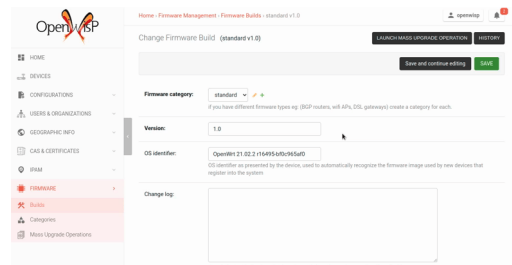 OpenWISP
Home › Firmware Management › Firmware Builds › standard v1.0
openwisp
Change Firmware Build (standard v1.0)
LAUNCH MASS UPGRADE OPERATION
HISTORY
Save and continue editing
SAVE
HOME
DEVICES
CONFIGURATIONS
USERS & ORGANIZATIONS
GEOGRAPHIC INFO
CAS & CERTIFICATES
IPAM
FIRMWARE
Builds
Categories
Mass Upgrade Operations
Firmware category:
standard
If you have different firmware types eg: (BGP routers, wifi APs, DSL gateways) create a category for each.
Version:
1.0
OS identifier:
OpenWrt 21.02.2 r16495-bf0c965af0
OS identifier as presented by the device, used to automatically recognize the firmware image used by new devices that
register into the system
Change log: